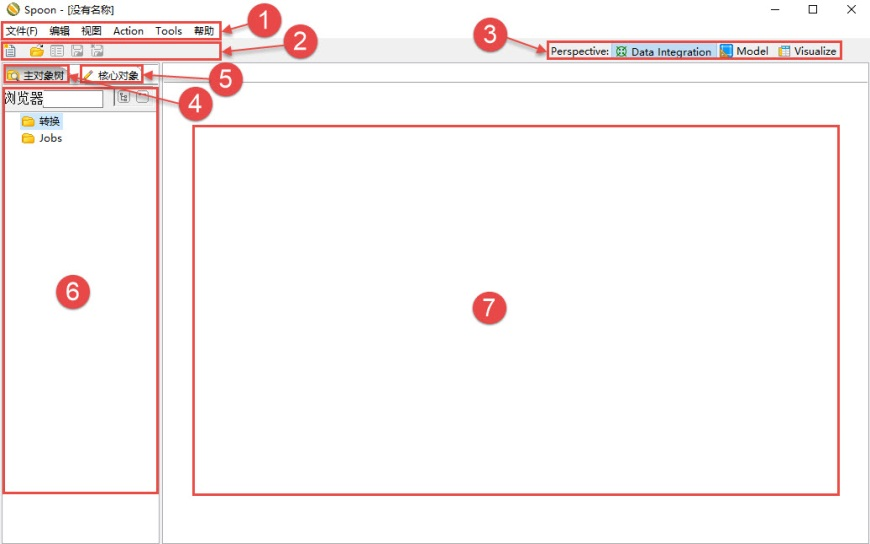 Spoon - [没有名称]
1
文件(F) 编辑 视图 Action Tools 帮助
2
3
Perspective: Data Integration Model Visualize
主对象树 核心对象
5
4
浏览器
转换
Jobs
6
7